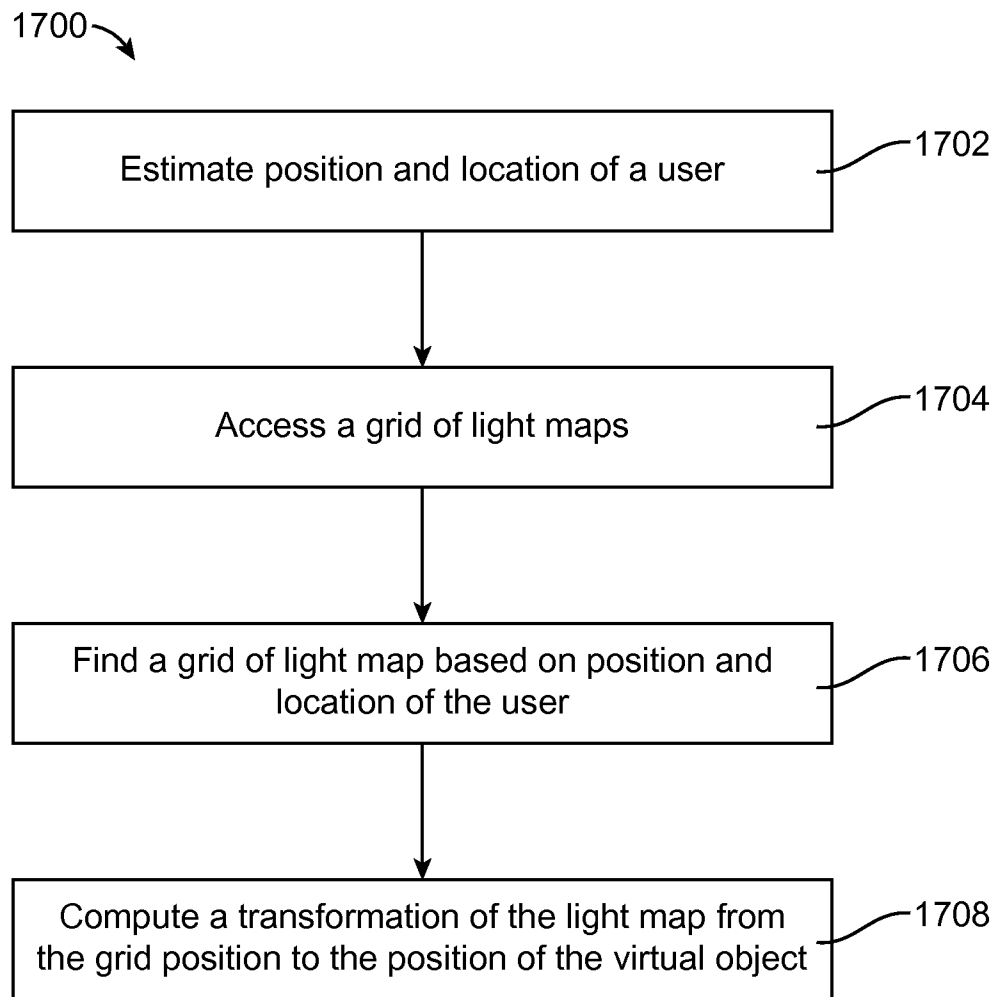 1700
Estimate position and location of a user
1702
Access a grid of light maps
1704
Find a grid of light map based on position and
location of the user
1706
Compute a transformation of the light map from
the grid position to the position of the virtual object
1708